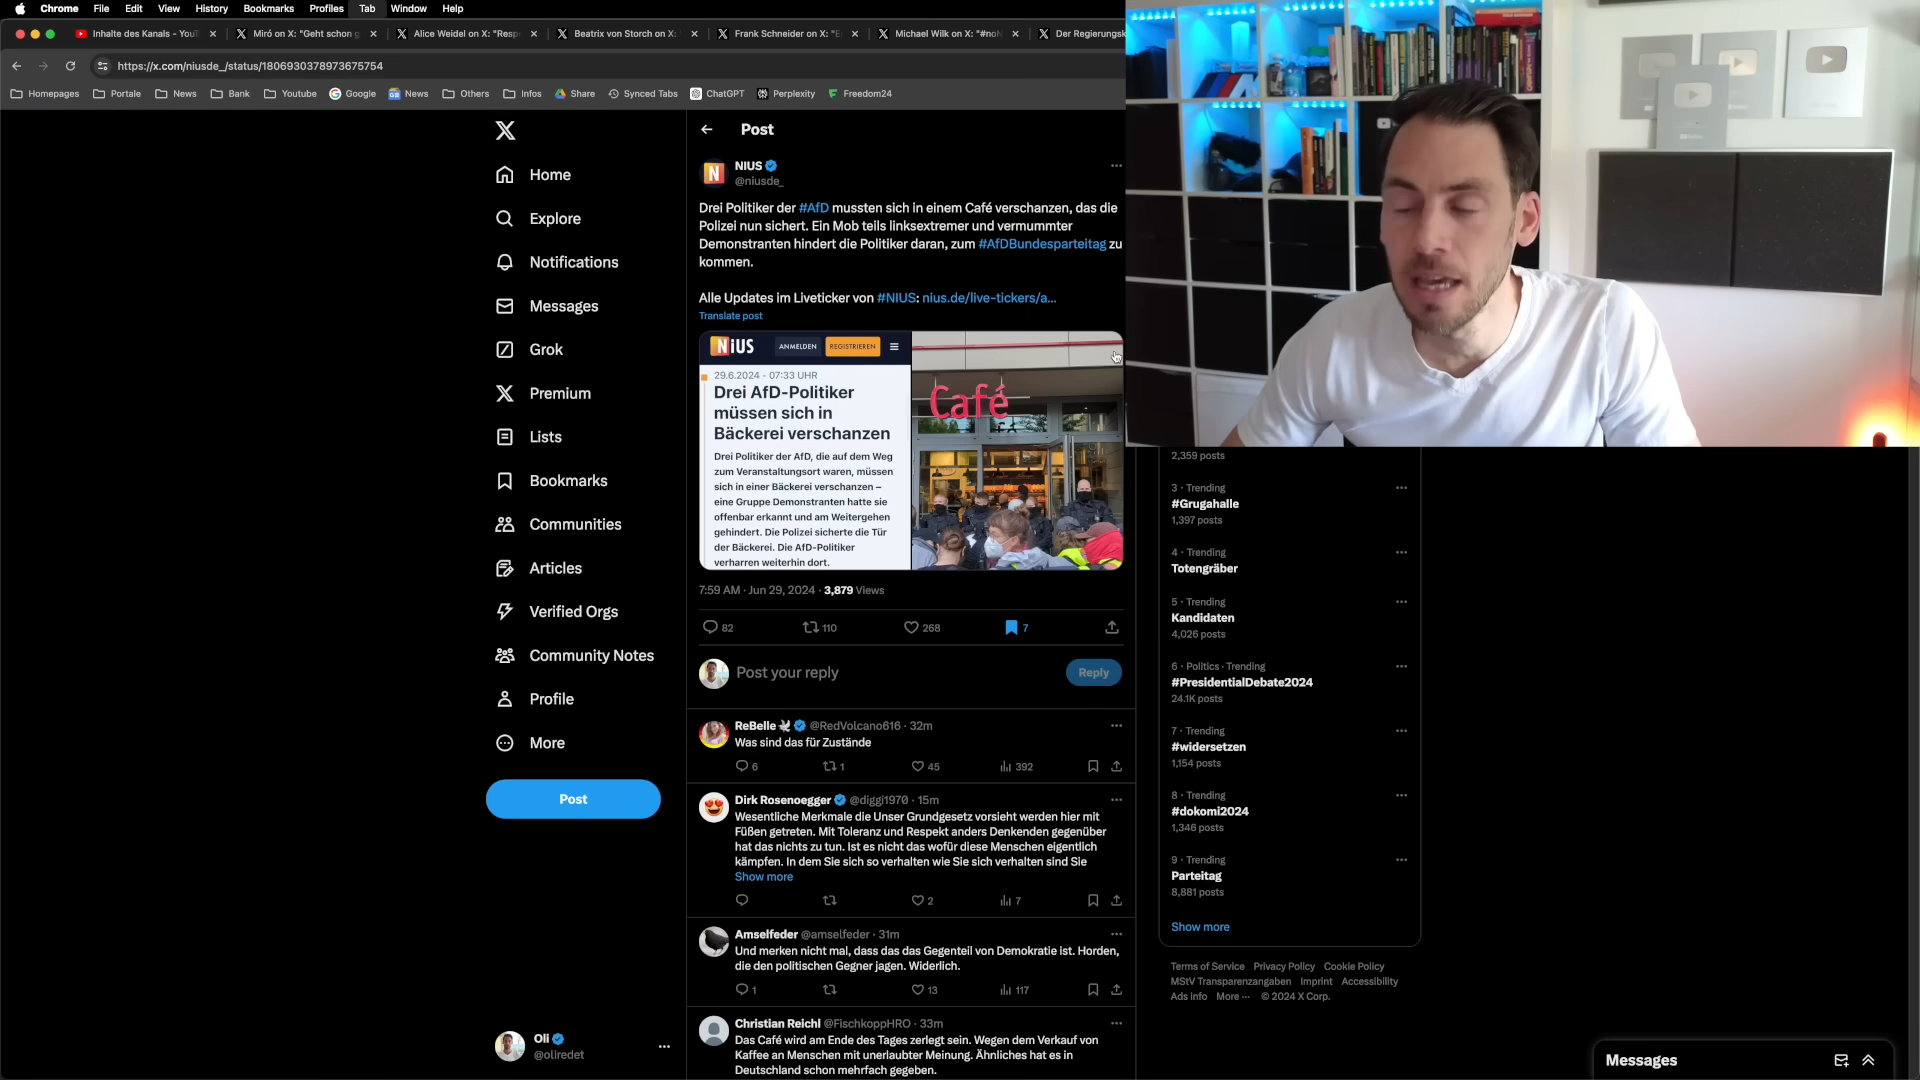 Chrome File Edit View History Bookmarks Profiles Tab Window Help
Inhalte des Kanals - You
Miró on X: "Geht schon
Alice Weidel on X: "Resp
Beatrix von Storch on X:
Frank Schneider on X:
Michael Wilk on X: "#no
Der Regierungs
https://x.com/niusde_/status/1806930378973675754
Homepages Portale News Bank Youtube Google News Others Infos Share Synced Tabs ChatGPT Perplexity Freedom24
Home
Explore
Notifications
Messages
Grok
Premium
Lists
Bookmarks
Communities
Articles
Verified Orgs
Community Notes
Profile
More
Post
Oli
@oliredet
Post
NIUS
@niusde_
Drei Politiker der #AfD mussten sich in einem Café verschanzen, das die
Polizei nun sichert. Ein Mob teils linksextremer und vermummter
Demonstranten hindert die Politiker daran, zum #AfDBundesparteitag zu
kommen.
Alle Updates im Liveticker von #NIUS: nius.de/live-tickers/a...
Translate post
NiUS ANMELDEN REGISTRIEREN
29.6.2024 - 07:33 UHR
Drei AfD-Politiker
müssen sich in
Bäckerei verschanzen
Drei Politiker der AfD, die auf dem Weg
zum Veranstaltungsort waren, müssen
sich in einer Bäckerei verschanzen –
eine Gruppe Demonstranten hatte sie
offenbar erkannt und am Weitergehen
gehindert. Die Polizei sicherte die Tür
der Bäckerei. Die AfD-Politiker
verharren weiterhin dort.
Café
7:59 AM · Jun 29, 2024 · 3,879 Views
82 110 268 7
Post your reply
Reply
ReBelle @RedVolcano616 · 32m
Was sind das für Zustände
6 1 45 392
Dirk Rosenoegger @diggi1970 · 15m
Wesentliche Merkmale die Unser Grundgesetz vorsieht werden hier mit
Füßen getreten. Mit Toleranz und Respekt anders Denkenden gegenüber
hat das nichts zu tun. Ist es nicht das wofür diese Menschen eigentlich
kämpfen. In dem Sie sich so verhalten wie Sie sich verhalten sind Sie
Show more
2 7
Amselfeder @amselfeder · 31m
Und merken nicht mal, dass das das Gegenteil von Demokratie ist. Horden,
die den politischen Gegner jagen. Widerlich.
1 13 117
Christian Reichl @FischkoppHRO · 33m
Das Café wird am Ende des Tages zerlegt sein. Wegen dem Verkauf von
Kaffee an Menschen mit unerlaubter Meinung. Ähnliches hat es in
Deutschland schon mehrfach gegeben.
2,359 posts
3 · Trending
#Grugahalle
1,397 posts
4 · Trending
Totengräber
5 · Trending
Kandidaten
4,026 posts
6 · Politics · Trending
#PresidentialDebate2024
24.1K posts
7 · Trending
#widersetzen
1,154 posts
8 · Trending
#dokomi2024
1,346 posts
9 · Trending
Parteitag
8,881 posts
Show more
Terms of Service Privacy Policy Cookie Policy
MStV Transparenzangaben Imprint Accessibility
Ads info More ··· © 2024 X Corp.
Messages